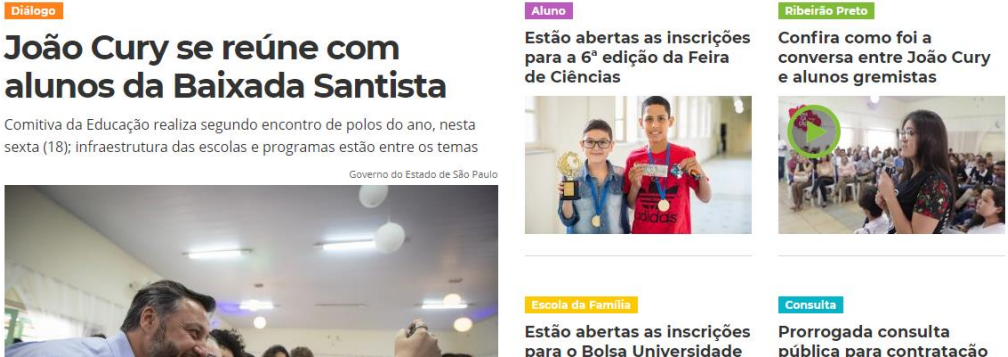 Diálogo
João Cury se reúne com
alunos da Baixada Santista
Comitiva da Educação realiza segundo encontro de polos do ano, nesta
sexta (18); infraestrutura das escolas e programas estão entre os temas
Governo do Estado de São Paulo
Aluno
Estão abertas as inscrições
para a 6ª edição da Feira
de Ciências
adidas
Ribeirão Preto
Confira como foi a
conversa entre João Cury
e alunos gremistas
Escola da Família
Estão abertas as inscrições
para o Bolsa Universidade
Consulta
Prorrogada consulta
pública para contratação